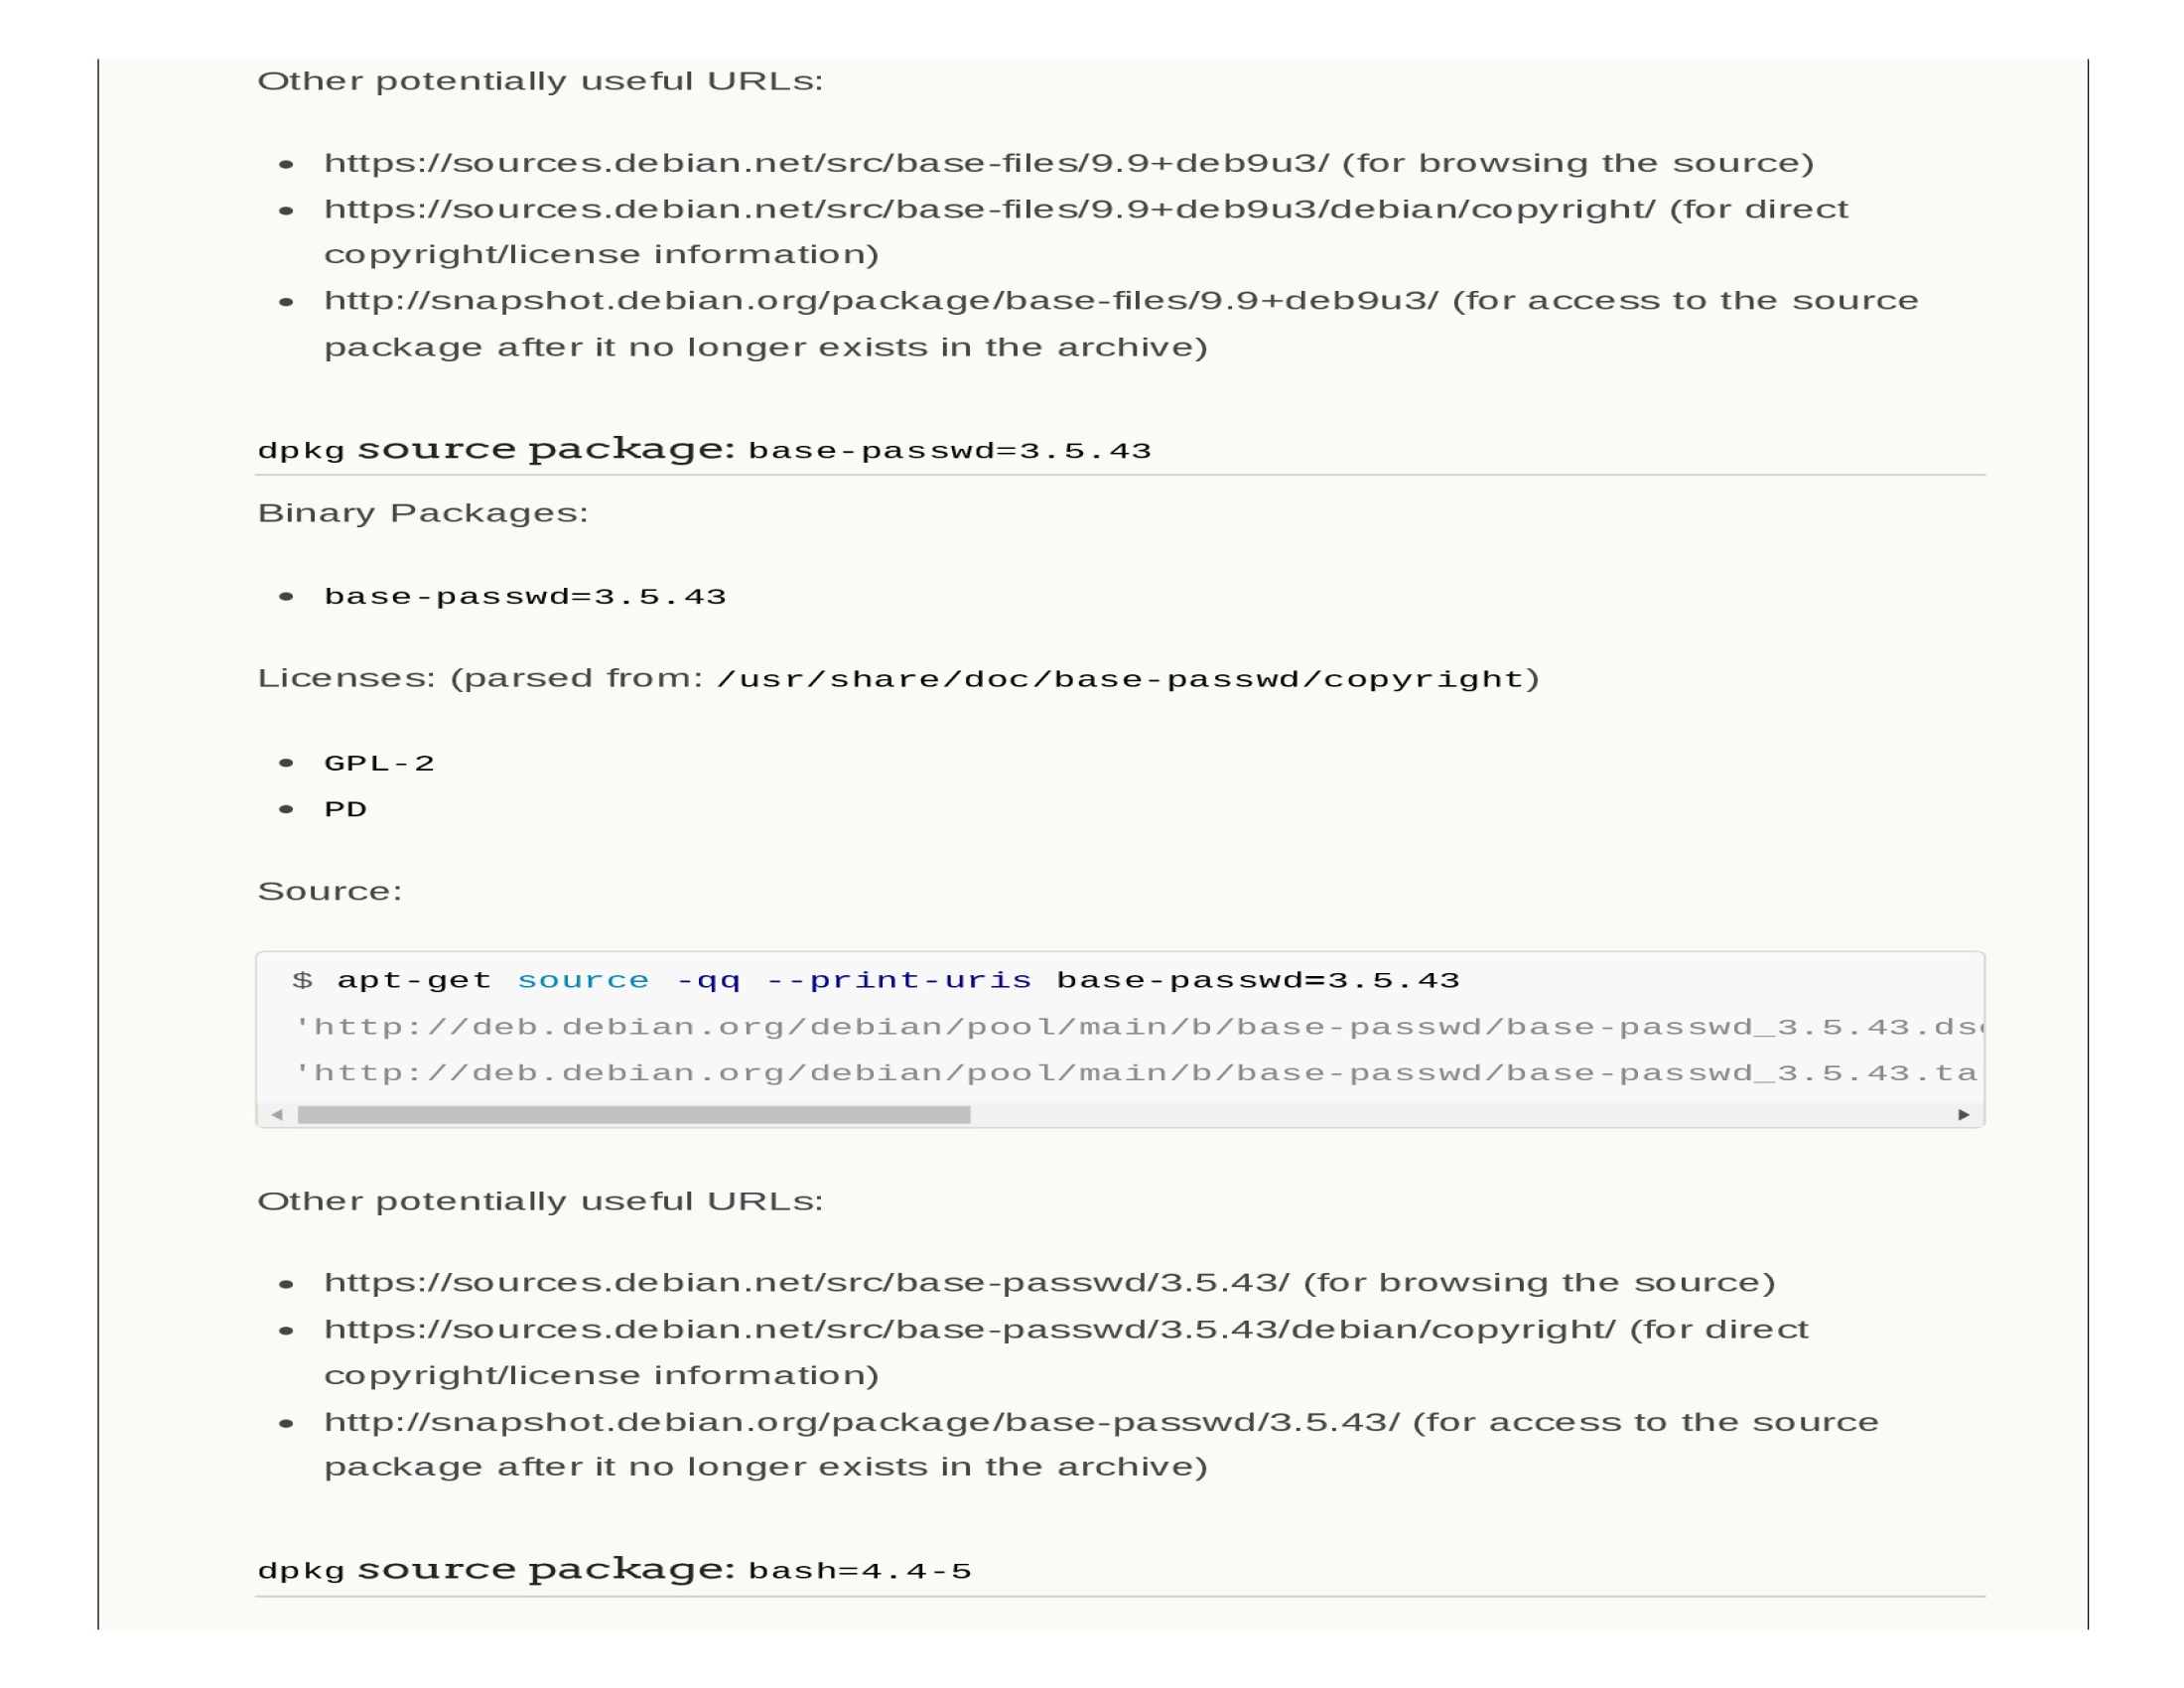 Other potentially useful URLs:
https://sources.debian.net/src/base-files/9.9+deb9u3/ (for browsing the source)
https://sources.debian.net/src/base-files/9.9+deb9u3/debian/copyright/ (for direct
copyright/license information)
http://snapshot.debian.org/package/base-files/9.9+deb9u3/ (for access to the source
package after it no longer exists in the archive)
dpkg source package: base-passwd=3.5.43
Binary Packages:
base-passwd=3.5.43
Licenses: (parsed from: /usr/share/doc/base-passwd/copyright)
GPL-2
PD
Source:
$ apt-get source -qq --print-uris base-passwd=3.5.43
'http://deb.debian.org/debian/pool/main/b/base-passwd/base-passwd_3.5.43.dsc
'http://deb.debian.org/debian/pool/main/b/base-passwd/base-passwd_3.5.43.ta
Other potentially useful URLs:
https://sources.debian.net/src/base-passwd/3.5.43/ (for browsing the source)
https://sources.debian.net/src/base-passwd/3.5.43/debian/copyright/ (for direct
copyright/license information)
http://snapshot.debian.org/package/base-passwd/3.5.43/ (for access to the source
package after it no longer exists in the archive)
dpkg source package: bash=4.4-5